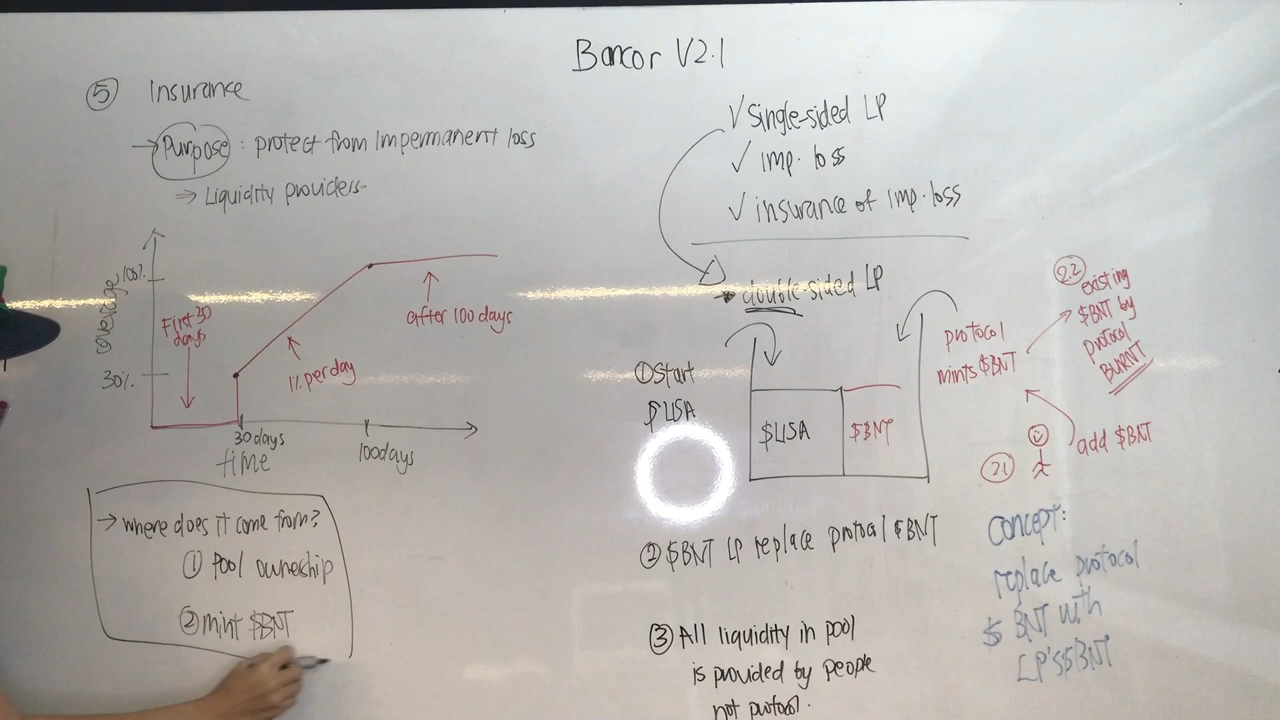 Bancor V2.1
⑤ Insurance
→ Purpose : protect from Impermanent loss
⇒ Liquidity providers
coverage
100%
30%
First 30
days
1% per day
after 100 days
30 days
100 days
time
→ where does it come from?
① Pool ownership
② mint $BNT
√ Single-sided LP
√ imp. loss
√ insurance of imp. loss
double-sided LP
① Start
$LISA
$LISA
$BNT
protocol
mints $BNT
2.2
existing
$BNT by
protocol
BURNT
2.1
add $BNT
② $BNT LP replace protocol $BNT
③ All liquidity in pool
is provided by people
not protocol.
Concept:
replace protocol
$ BNT with
LP's $BNT